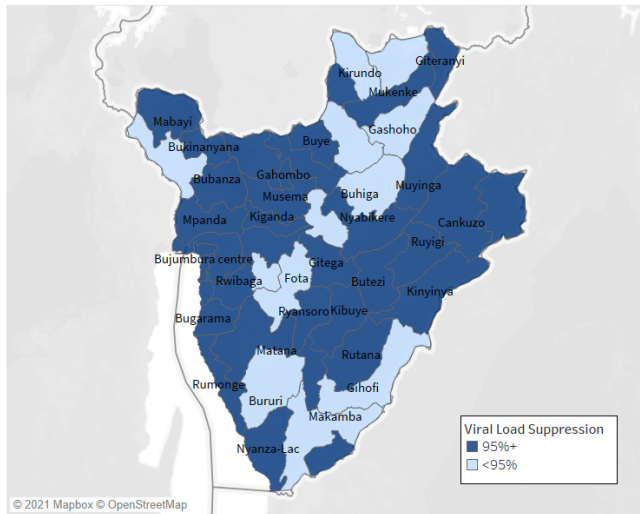 Giteranyi
Kirundo
Mukenke
Mabayi
Gashoho
Buye
Bukinanyana
Gahombo
Bubanza
Muyinga
Buhiga
Musema
Mpanda
Kiganda
Nyabikere
Cankuzo
Ruyigi
Bujumbura centre
Gitega
Fota
Rwibaga
Butezi
Kinyinya
Bugarama
Ryansoro
Kibuye
Matana
Rutana
Rumonge
Gihofi
Bururi
Makamba
Nyanza-Lac
Viral Load Suppression
95%+
<95%
© 2021 Mapbox © OpenStreetMap